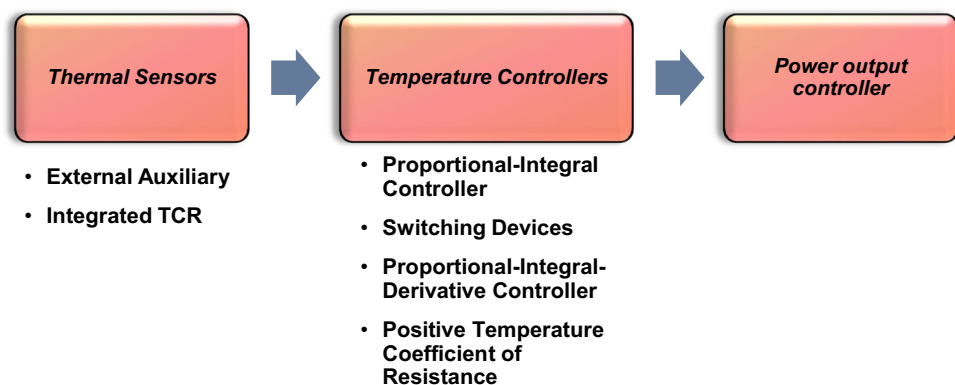 Thermal Sensors
Temperature Controllers
Power output
controller
• External Auxiliary
• Integrated TCR
• Proportional-Integral
Controller
• Switching Devices
• Proportional-Integral-
Derivative Controller
• Positive Temperature
Coefficient of
Resistance